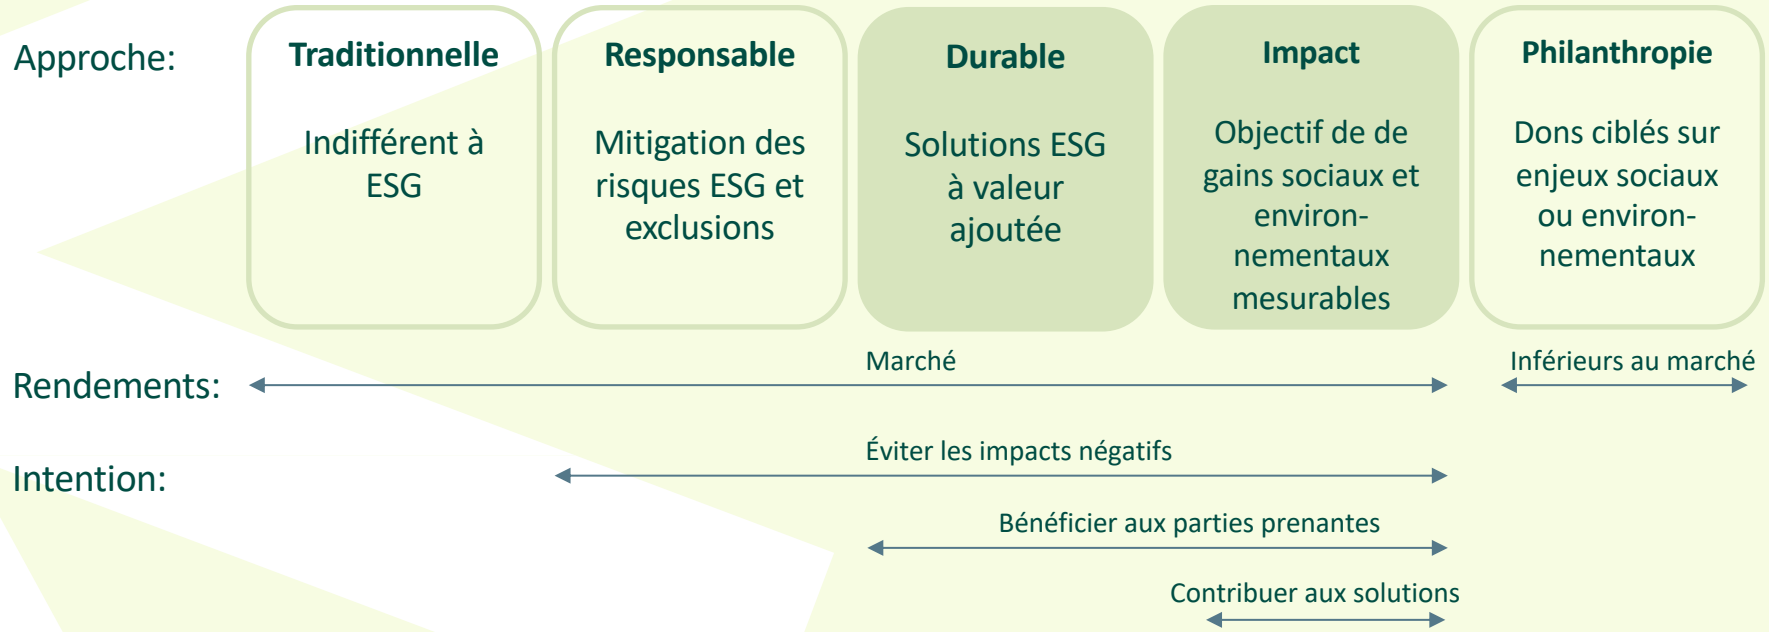 Approche:
Traditionnelle
Indifférent à
ESG
Responsable
Mitigation des
risques ESG et
exclusions
Durable
Solutions ESG
à valeur
ajoutée
Impact
Objectif de de
gains sociaux et
environ-
nementaux
mesurables
Philanthropie
Dons ciblés sur
enjeux sociaux
ou environ-
nementaux
Rendements:
Marché
Inférieurs au marché
Intention:
Éviter les impacts négatifs
Bénéficier aux parties prenantes
Contribuer aux solutions